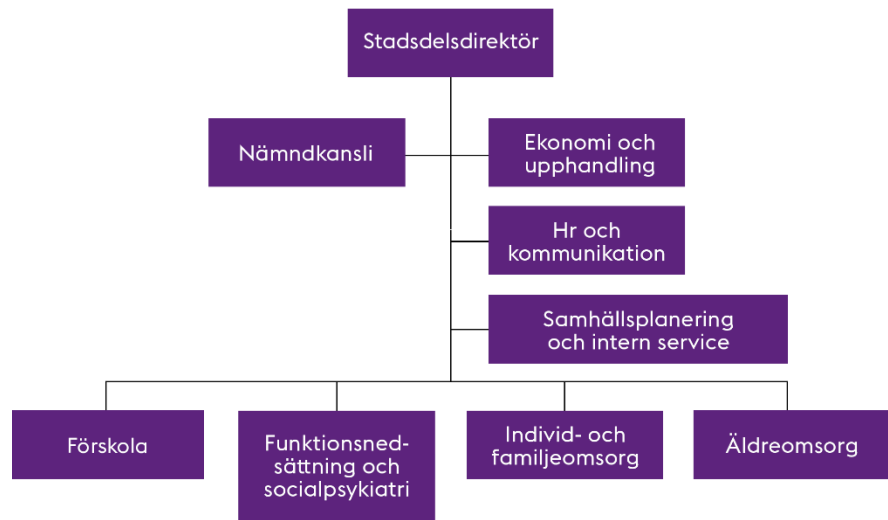 Stadsdelsdirektör
Nämndkansli
Ekonomi och
upphandling
Hr och
kommunikation
Samhällsplanering
och intern service
Förskola
Funktionsned-
sättning och
socialpsykiatri
Individ- och
familjeomsorg
Äldreomsorg